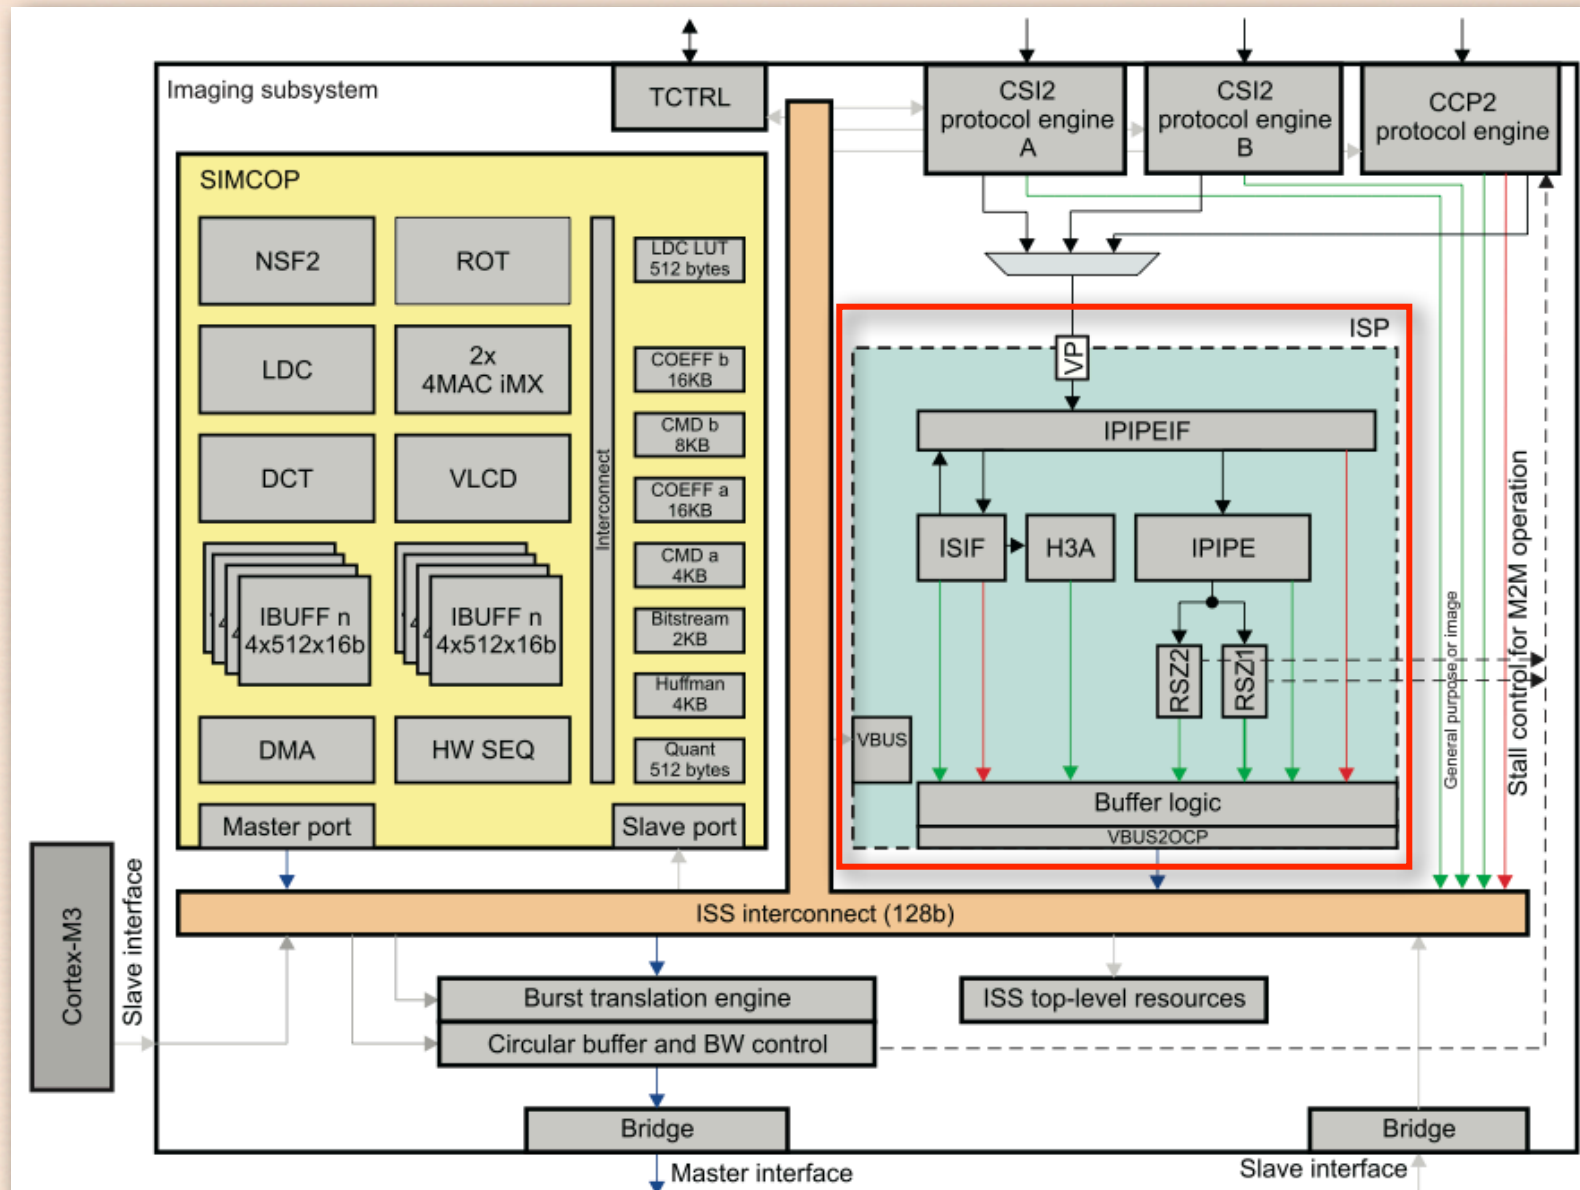 Imaging subsystem
TCTRL
CSI2
protocol engine
A
CSI2
protocol engine
B
CCP2
protocol engine
SIMCOP
NSF2
ROT
LDC
2x
4MAC iMX
DCT
VLCD
4
4
IBUFF n
4x512x16b
4
4
IBUFF n
4x512x16b
DMA
HW SEQ
Interconnect
LDC LUT
512 bytes
COEFF b
16KB
CMD b
8KB
COEFF a
16KB
CMD a
4KB
Bitstream
2KB
Huffman
4KB
Quant
512 bytes
Master port
Slave port
ISP
VP
IPIPEIF
ISIF
H3A
IPIPE
RSZ2
RSZ1
VBUS
Buffer logic
VBUS2OCP
General purpose or image
Stall control for M2M operation
Cortex-M3
Slave interface
ISS interconnect (128b)
Burst translation engine
Circular buffer and BW control
ISS top-level resources
Bridge
Master interface
Bridge
Slave interface